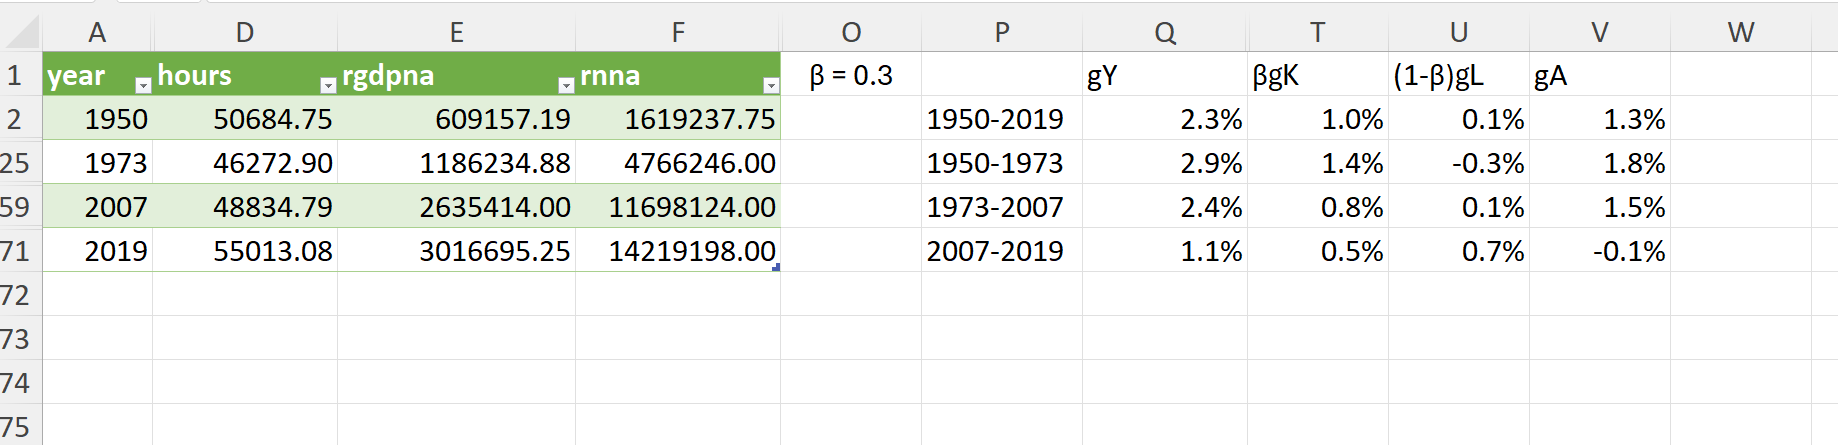 A D E F O P Q T U V W
1 year hours rgdpna rnna β = 0.3 gY βgK (1-β)gL gA
2 1950 50684.75 609157.19 1619237.75 1950-2019 2.3% 1.0% 0.1% 1.3%
25 1973 46272.90 1186234.88 4766246.00 1950-1973 2.9% 1.4% -0.3% 1.8%
59 2007 48834.79 2635414.00 11698124.00 1973-2007 2.4% 0.8% 0.1% 1.5%
71 2019 55013.08 3016695.25 14219198.00 2007-2019 1.1% 0.5% 0.7% -0.1%
72
73
74
75